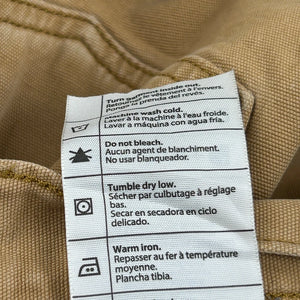 Turn garment inside out.
Retourner le vêtement à l'envers.
Ponga la prenda del revés.
Machine wash cold.
Laver à la machine à l'eau froide.
Lavar a máquina con agua fría.
Do not bleach.
Aucun agent de blanchiment.
No usar blanqueador.
Tumble dry low.
Sécher par culbutage à réglage
bas.
Secar en secadora en ciclo
delicado.
Warm iron.
Repasser au fer à température
moyenne.
Plancha tibia.